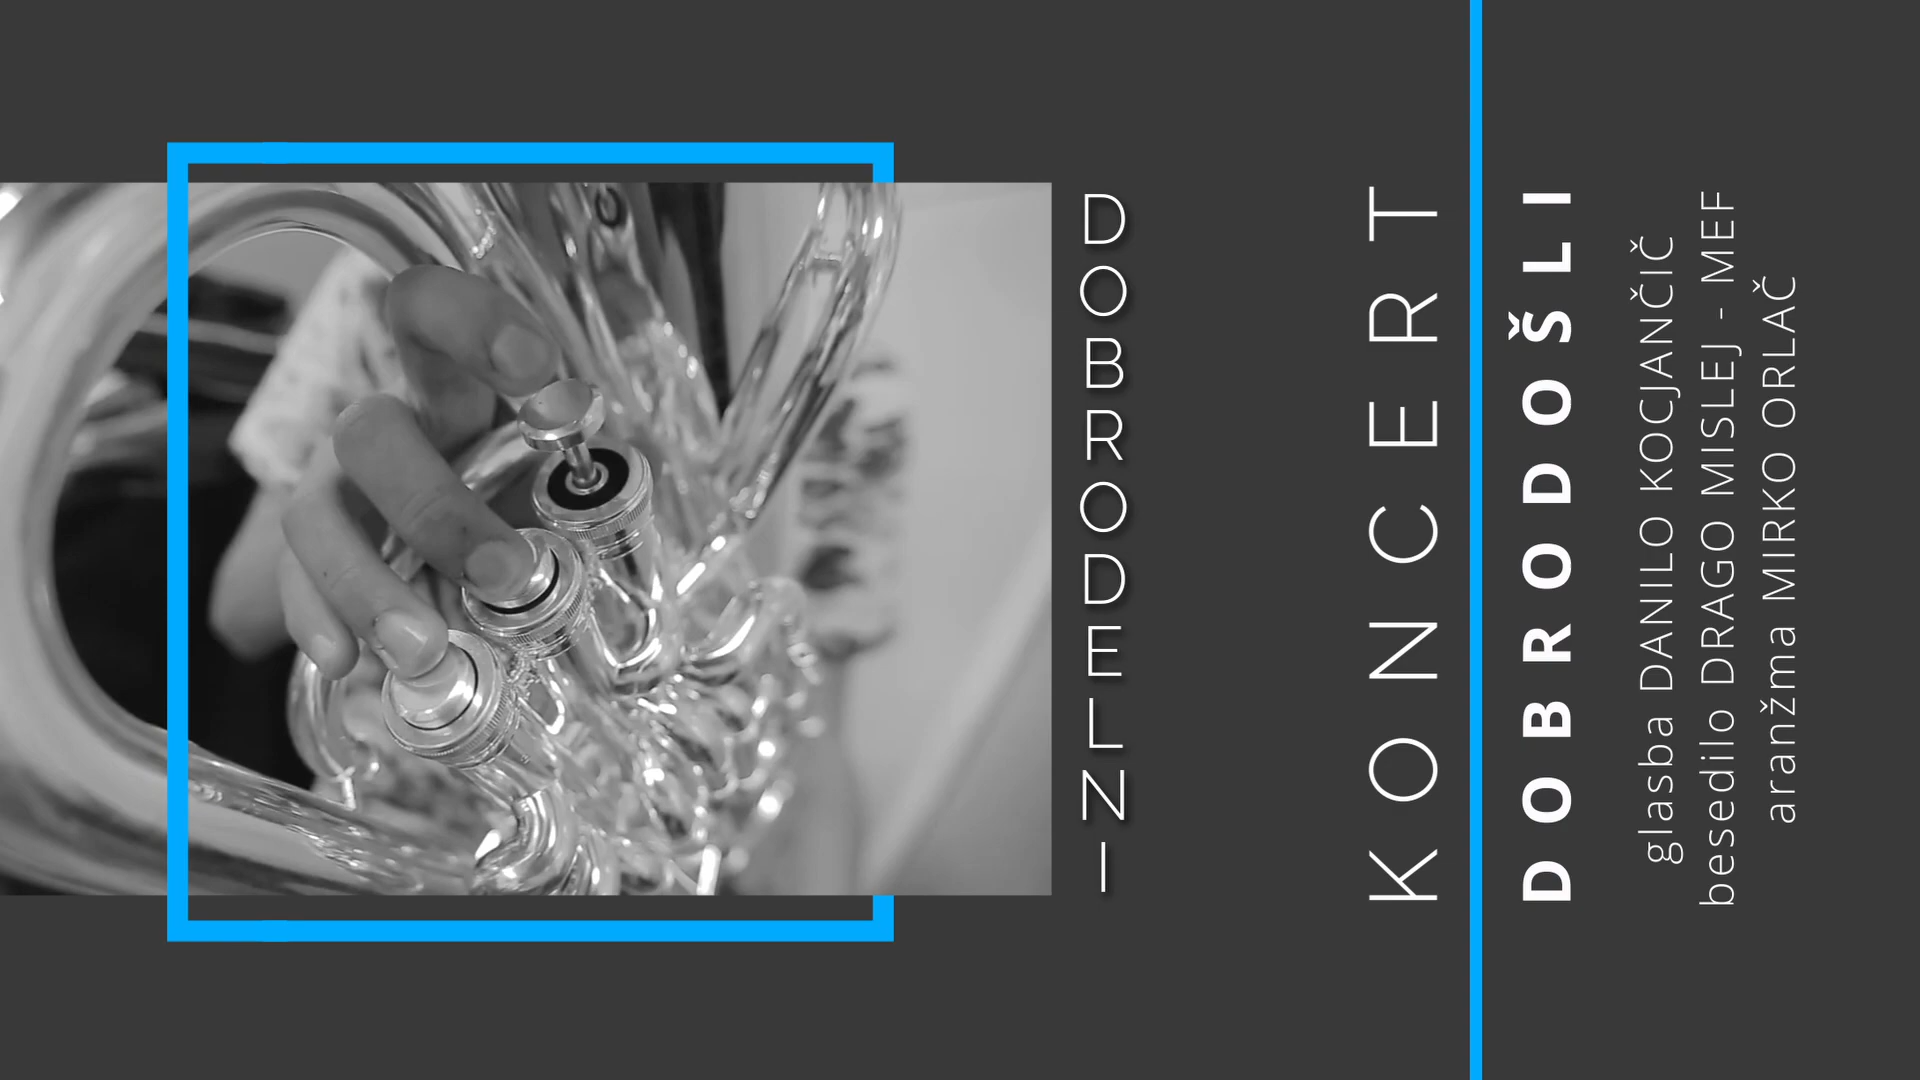 DOBRODELNI
KONCERT
DOBRODOŠLI
glasba DANILO KOCJANČIČ
besedilo DRAGO MISLEJ - MEF
aranžma MIRKO ORLAČ